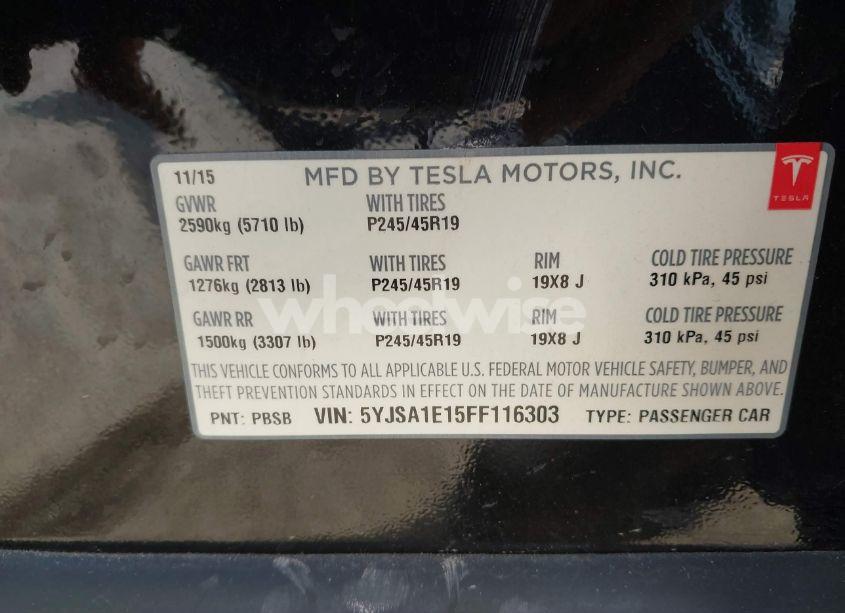 11/15 MFD BY TESLA MOTORS, INC.
TESLA
GVWR WITH TIRES
2590kg (5710 lb) P245/45R19
GAWR FRT WITH TIRES RIM COLD TIRE PRESSURE
1276kg (2813 lb) P245/45R19 19X8 J 310 kPa, 45 psi
wheelwise
GAWR RR WITH TIRES RIM COLD TIRE PRESSURE
1500kg (3307 lb) P245/45R19 19X8 J 310 kPa, 45 psi
THIS VEHICLE CONFORMS TO ALL APPLICABLE U.S. FEDERAL MOTOR VEHICLE SAFETY, BUMPER, AND
THEFT PREVENTION STANDARDS IN EFFECT ON THE DATE OF MANUFACTURE SHOWN ABOVE.
PNT: PBSB VIN: 5YJSA1E15FF116303 TYPE: PASSENGER CAR